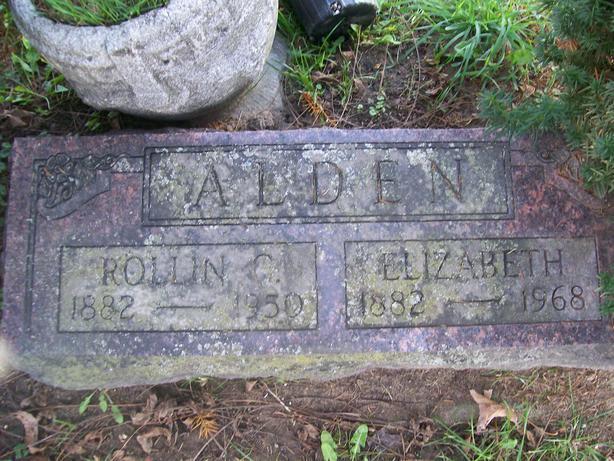 ALDEN
ROLLIN C.
1882 — 1950
ELIZABETH
1882 — 1968